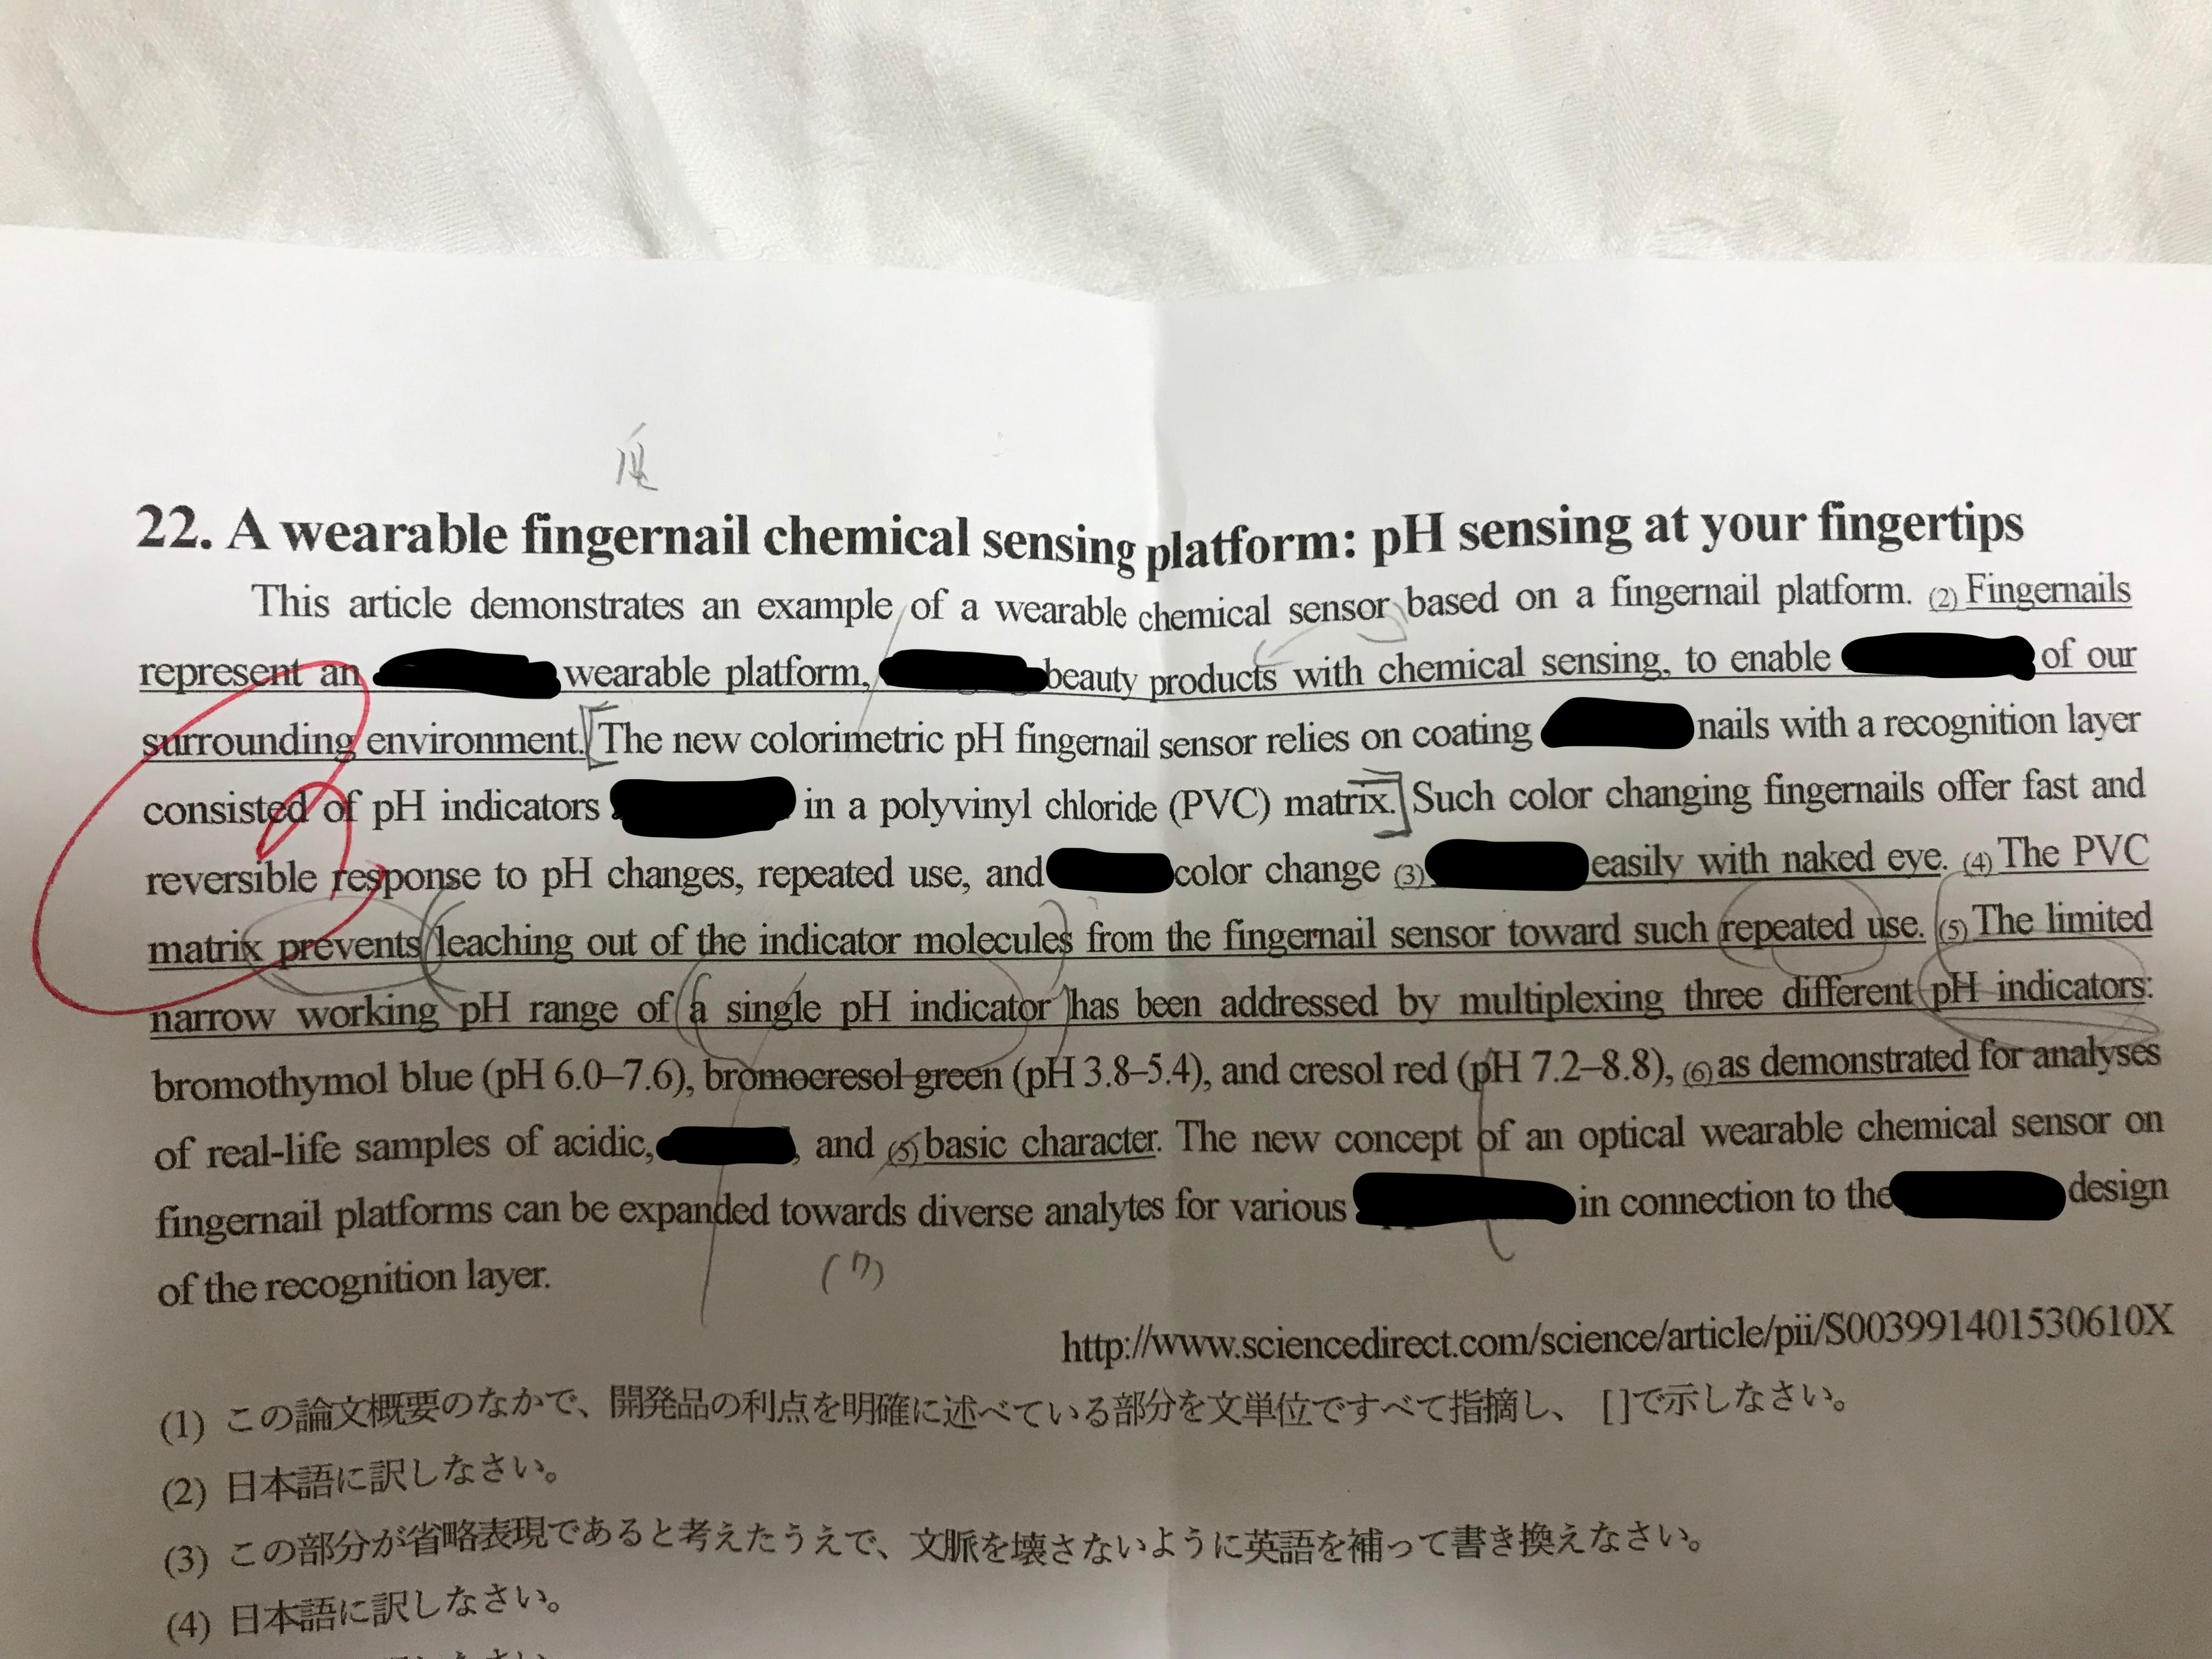 22. A wearable fingernail chemical sensing platform: pH sensing at your fingertips
This article demonstrates an example of a wearable chemical sensor based on a fingernail platform. (2) Fingernails
represent an wearable platform, beauty products with chemical sensing, to enable of our
surrounding environment. [The new colorimetric pH fingernail sensor relies on coating nails with a recognition layer
consisted of pH indicators in a polyvinyl chloride (PVC) matrix.] Such color changing fingernails offer fast and
reversible response to pH changes, repeated use, and color change (3) easily with naked eye. (4) The PVC
matrix prevents leaching out of the indicator molecules from the fingernail sensor toward such repeated use. (5) The limited
narrow working pH range of a single pH indicator has been addressed by multiplexing three different pH indicators:
bromothymol blue (pH 6.0–7.6), bromocresol green (pH 3.8–5.4), and cresol red (pH 7.2–8.8), (6) as demonstrated for analyses
of real-life samples of acidic, , and (5) basic character. The new concept of an optical wearable chemical sensor on
fingernail platforms can be expanded towards diverse analytes for various in connection to the design
of the recognition layer.
(7)
http://www.sciencedirect.com/science/article/pii/S003991401530610X
(1) この論文概要のなかで、開発品の利点を明確に述べている部分を文単位ですべて指摘し、[ ]で示しなさい。
(2) 日本語に訳しなさい。
(3) この部分が省略表現であると考えたうえで、文脈を壊さないように英語を補って書き換えなさい。
(4) 日本語に訳しなさい。